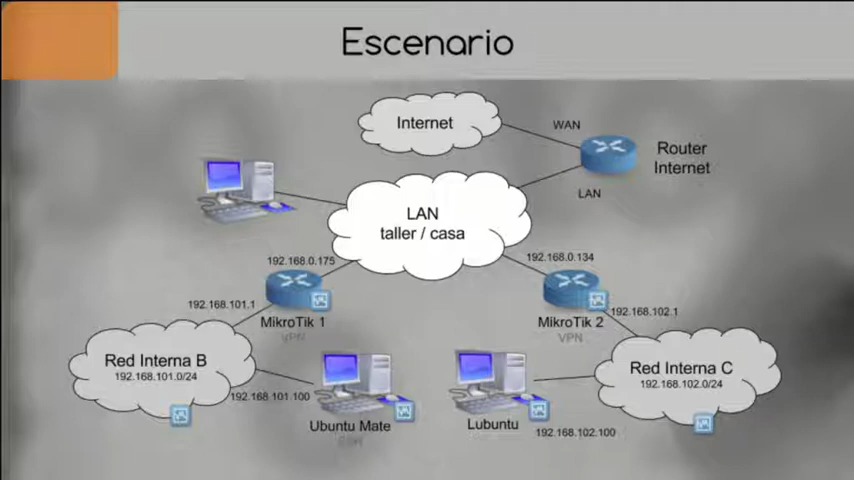 Escenario
Internet
WAN
Router
Internet
LAN
LAN
taller / casa
192.168.0.175
192.168.0.134
192.168.101.1
192.168.102.1
MikroTik 1
VPN
MikroTik 2
VPN
Red Interna B
192.168.101.0/24
Red Interna C
192.168.102.0/24
192.168.101.100
Ubuntu Mate
Lubuntu
192.168.102.100